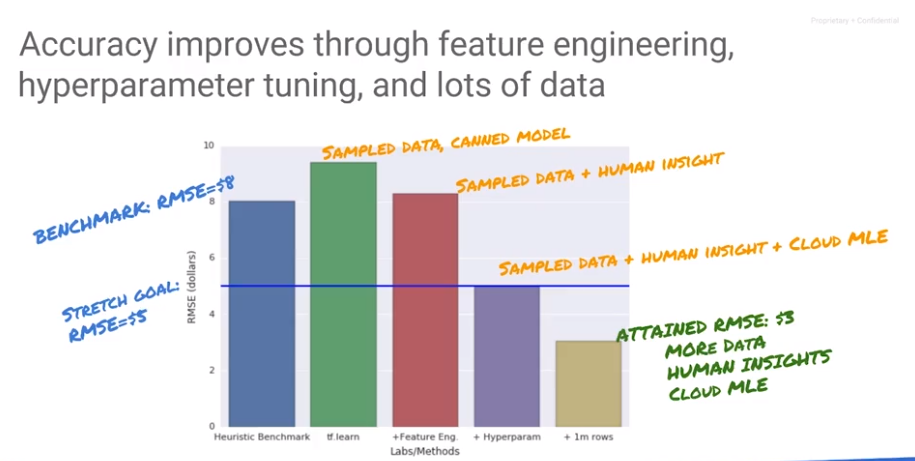 Proprietary + Confidential
Accuracy improves through feature engineering,
hyperparameter tuning, and lots of data
SAMPLED DATA, CANNED MODEL
SAMPLED DATA + HUMAN INSIGHT
BENCHMARK: RMSE=$8
SAMPLED DATA + HUMAN INSIGHT + CLOUD MLE
STRETCH GOAL:
RMSE=$5
ATTAINED RMSE: $3
MORE DATA
HUMAN INSIGHTS
CLOUD MLE
RMSE (dollars)
10
8
6
4
2
0
Heuristic Benchmark tf.learn +Feature Eng. + Hyperparam + 1m rows
Labs/Methods